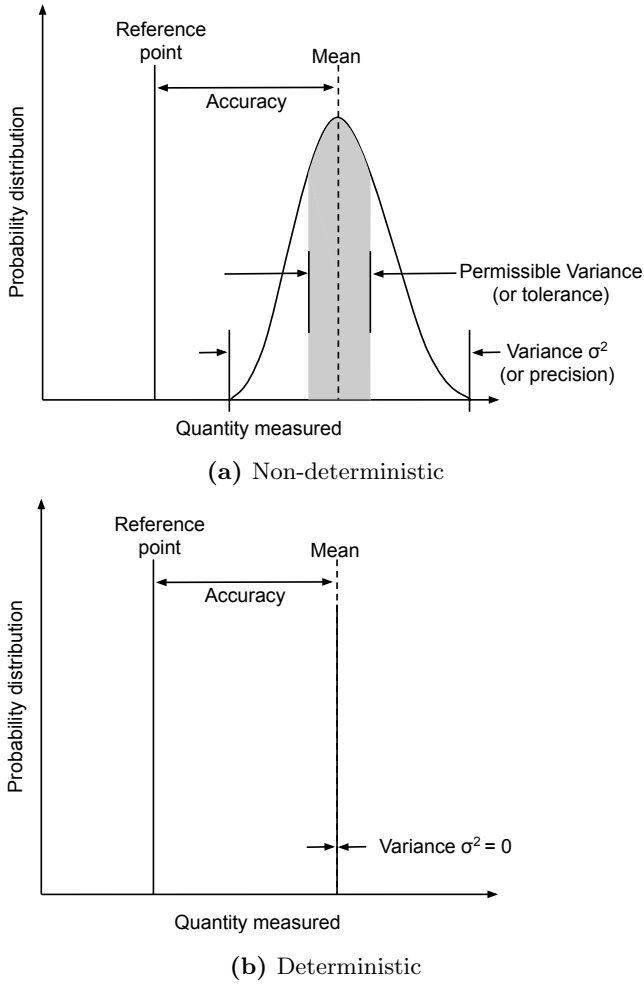 Reference
point
Mean
Accuracy
Probability distribution
Permissible Variance
(or tolerance)
Variance σ²
(or precision)
Quantity measured
(a) Non-deterministic
Reference
point
Mean
Accuracy
Probability distribution
Variance σ² = 0
Quantity measured
(b) Deterministic